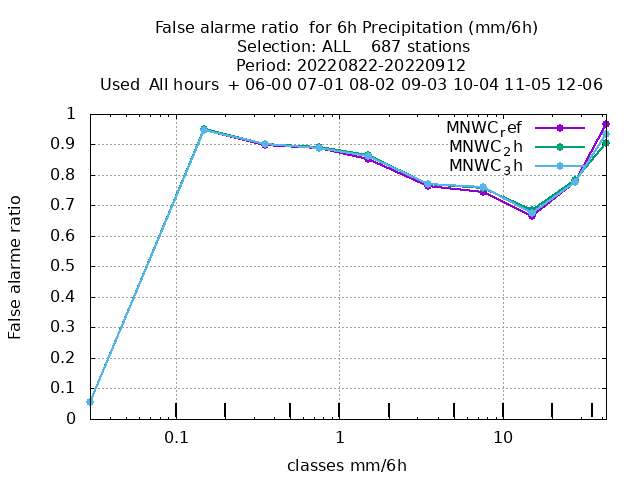 False alarme ratio  for 6h Precipitation (mm/6h)
Selection: ALL    687 stations
Period: 20220822-20220912
Used  All hours  + 06-00 07-01 08-02 09-03 10-04 11-05 12-06
MNWCref
MNWC2h
MNWC3h
1
0.9
0.8
0.7
0.6
0.5
0.4
0.3
0.2
0.1
0
False alarme ratio
0.1 1 10
classes mm/6h